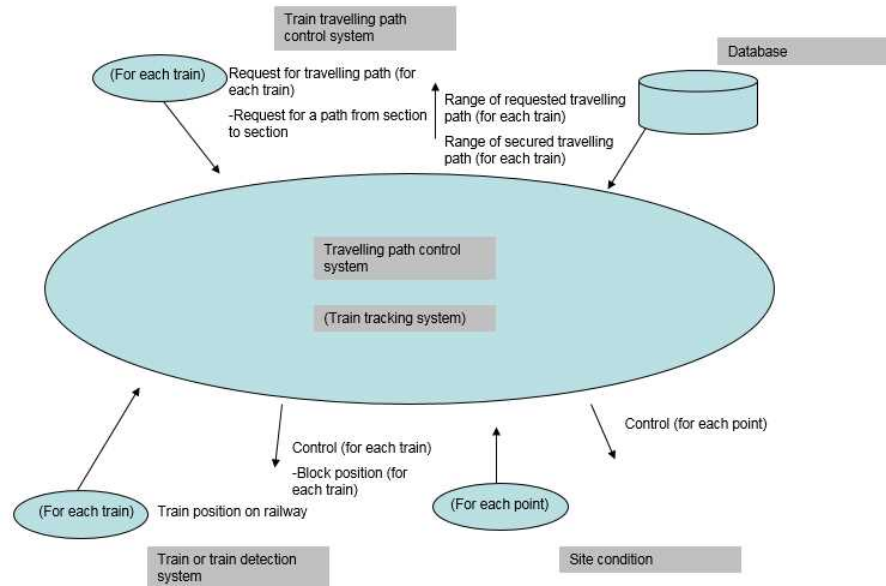 Train travelling path
control system
Database
(For each train)
Request for travelling path (for
each train)
-Request for a path from section
to section
Range of requested travelling
path (for each train)
Range of secured travelling
path (for each train)
Travelling path control
system
(Train tracking system)
Control (for each train)
-Block position (for
each train)
Control (for each point)
(For each train)
Train position on railway
(For each point)
Train or train detection
system
Site condition